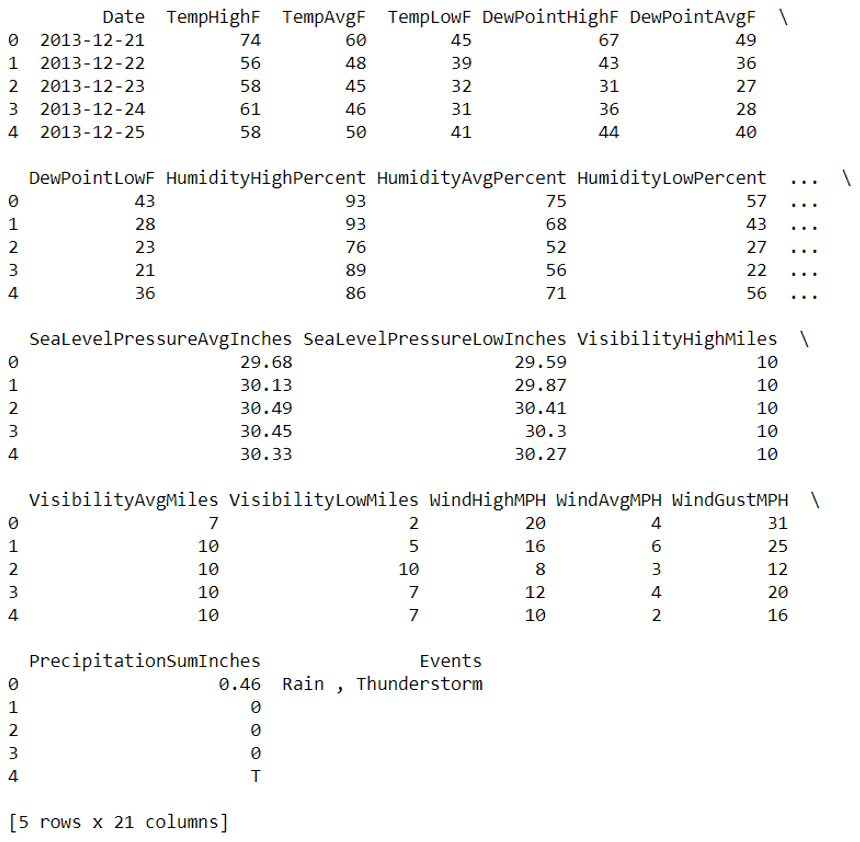 Date TempHighF TempAvgF TempLowF DewPointHighF DewPointAvgF \
0 2013-12-21 74 60 45 67 49
1 2013-12-22 56 48 39 43 36
2 2013-12-23 58 45 32 31 27
3 2013-12-24 61 46 31 36 28
4 2013-12-25 58 50 41 44 40
DewPointLowF HumidityHighPercent HumidityAvgPercent HumidityLowPercent ... \
0 43 93 75 57 ...
1 28 93 68 43 ...
2 23 76 52 27 ...
3 21 89 56 22 ...
4 36 86 71 56 ...
SeaLevelPressureAvgInches SeaLevelPressureLowInches VisibilityHighMiles \
0 29.68 29.59 10
1 30.13 29.87 10
2 30.49 30.41 10
3 30.45 30.3 10
4 30.33 30.27 10
VisibilityAvgMiles VisibilityLowMiles WindHighMPH WindAvgMPH WindGustMPH \
0 7 2 20 4 31
1 10 5 16 6 25
2 10 10 8 3 12
3 10 7 12 4 20
4 10 7 10 2 16
PrecipitationSumInches Events
0 0.46 Rain , Thunderstorm
1 0
2 0
3 0
4 T
[5 rows x 21 columns]